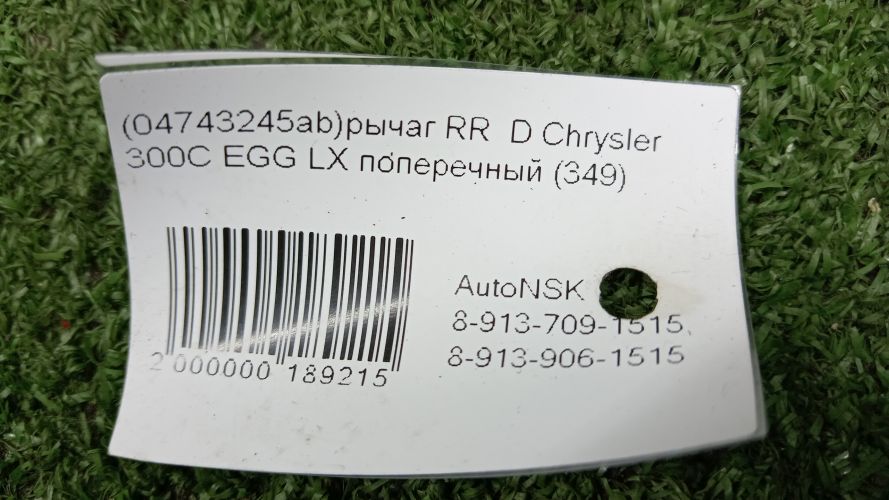 (04743245ab)рычаг RR D Chrysler
300C EGG LX поперечный (349)
AutoNSK
8-913-709-1515,
8-913-906-1515
2 000000 189215